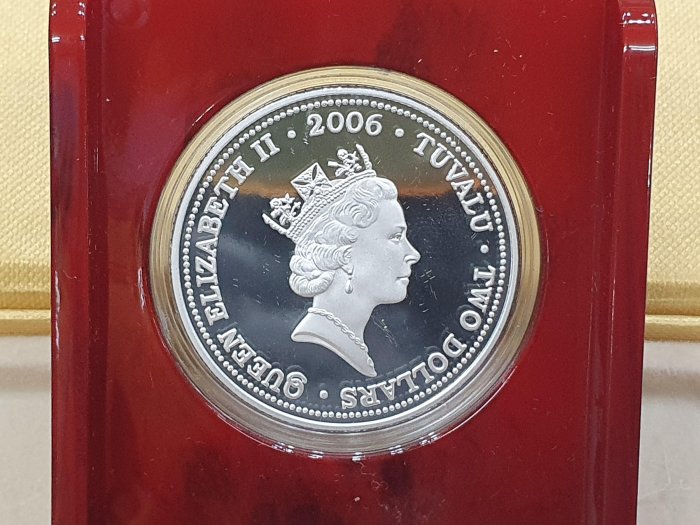 QUEEN ELIZABETH II • 2006 • TUVALU • TWO DOLLARS •